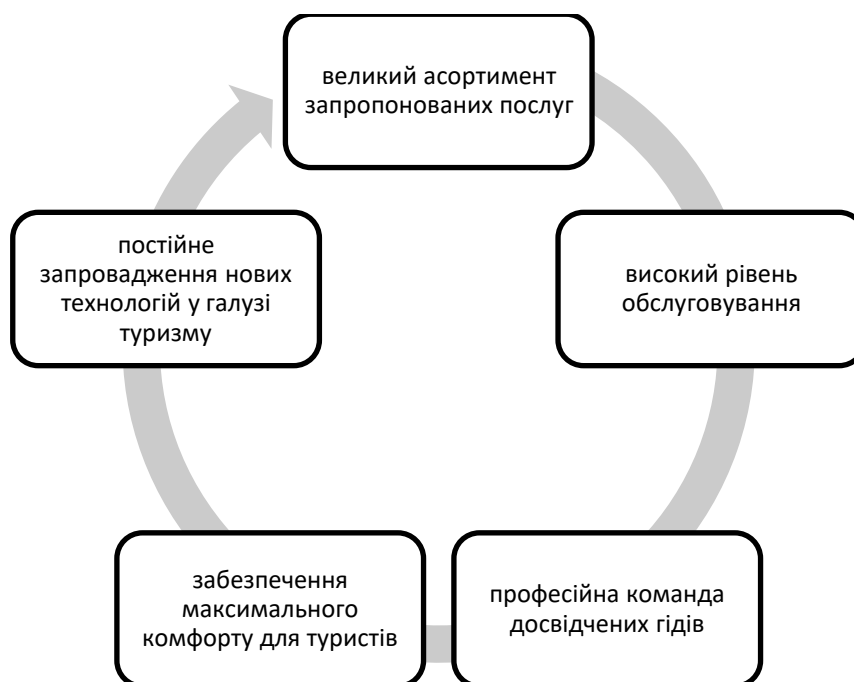 великий асортимент
запропонованих послуг
високий рівень
обслуговування
професійна команда
досвідчених гідів
забезпечення
максимального
комфорту для туристів
постійне
запровадження нових
технологій у галузі
туризму